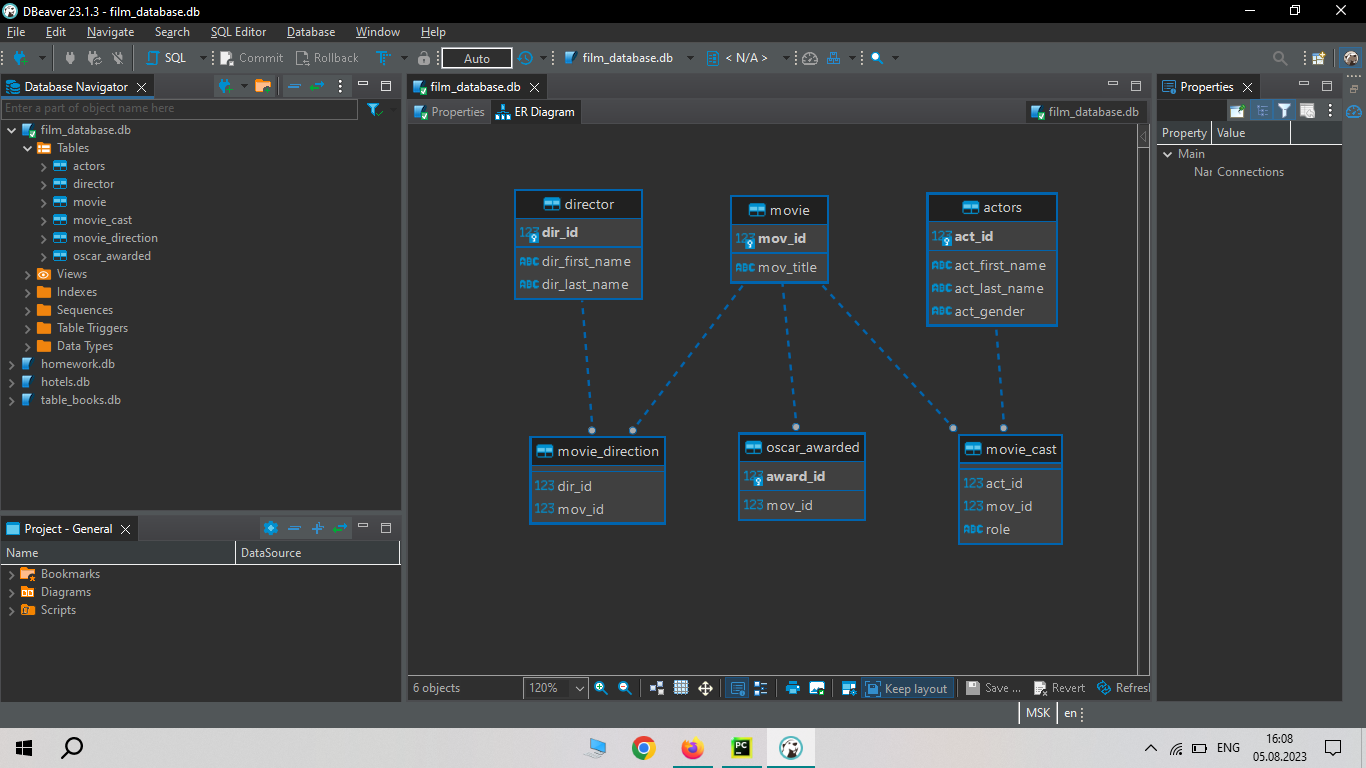 DBeaver 23.1.3 - film_database.db
File Edit Navigate Search SQL Editor Database Window Help
SQL Commit Rollback Auto film_database.db < N/A >
Database Navigator
Enter a part of object name here
film_database.db
Tables
actors
director
movie
movie_cast
movie_direction
oscar_awarded
Views
Indexes
Sequences
Table Triggers
Data Types
homework.db
hotels.db
table_books.db
Project - General
Name DataSource
Bookmarks
Diagrams
Scripts
film_database.db
Properties ER Diagram film_database.db
director
123 dir_id
ABC dir_first_name
ABC dir_last_name
movie
123 mov_id
ABC mov_title
actors
123 act_id
ABC act_first_name
ABC act_last_name
ABC act_gender
movie_direction
123 dir_id
123 mov_id
oscar_awarded
123 award_id
123 mov_id
movie_cast
123 act_id
123 mov_id
ABC role
6 objects 120% Keep layout Save ... Revert Refresl
Properties
Property Value
Main
Nar Connections
MSK en
PC
ENG
16:08
05.08.2023